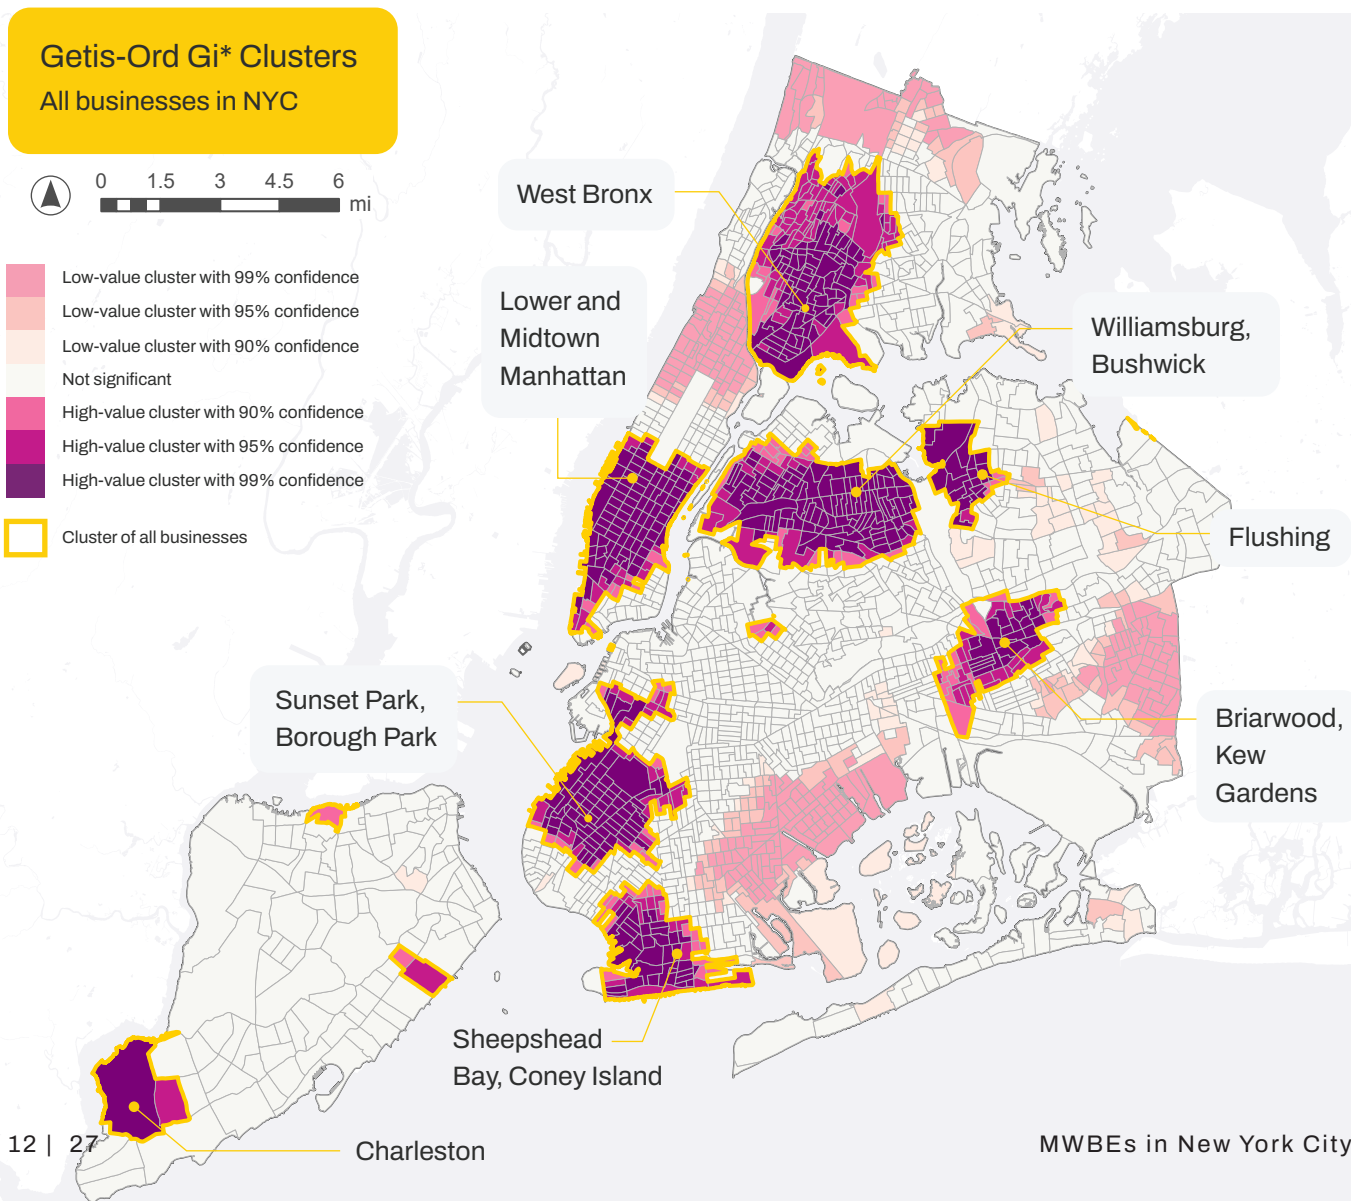 Getis-Ord Gi* Clusters
All businesses in NYC
0 1.5 3 4.5 6 mi
Low-value cluster with 99% confidence
Low-value cluster with 95% confidence
Low-value cluster with 90% confidence
Not significant
High-value cluster with 90% confidence
High-value cluster with 95% confidence
High-value cluster with 99% confidence
Cluster of all businesses
West Bronx
Lower and
Midtown
Manhattan
Williamsburg,
Bushwick
Flushing
Sunset Park,
Borough Park
Briarwood,
Kew
Gardens
Sheepshead
Bay, Coney Island
Charleston
12 | 27
MWBEs in New York City